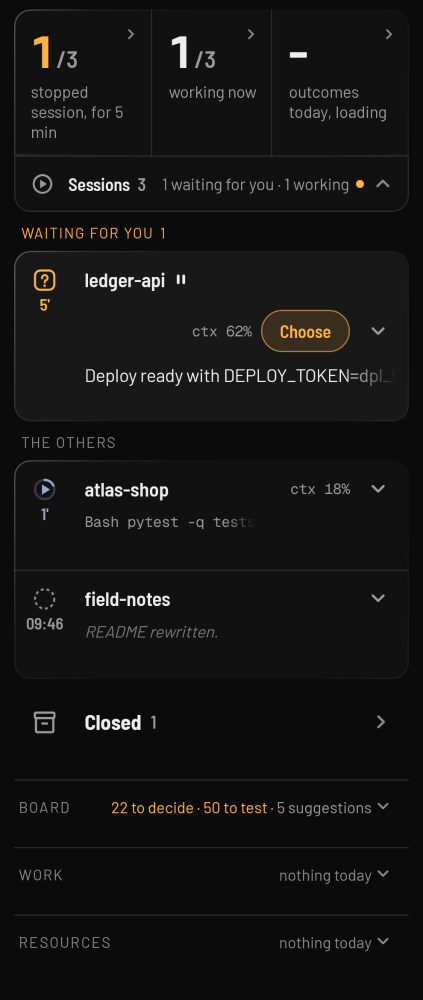 1/3
stopped session, for 5 min
1/3
working now
–
outcomes today, loading
Sessions 3 1 waiting for you · 1 working
WAITING FOR YOU 1
ledger-api
5'
ctx 62% Choose
Deploy ready with DEPLOY_TOKEN=dpl_
THE OTHERS
atlas-shop ctx 18%
1'
Bash pytest -q tests
field-notes
09:46
README rewritten.
Closed 1
BOARD 22 to decide · 50 to test · 5 suggestions
WORK nothing today
RESOURCES nothing today